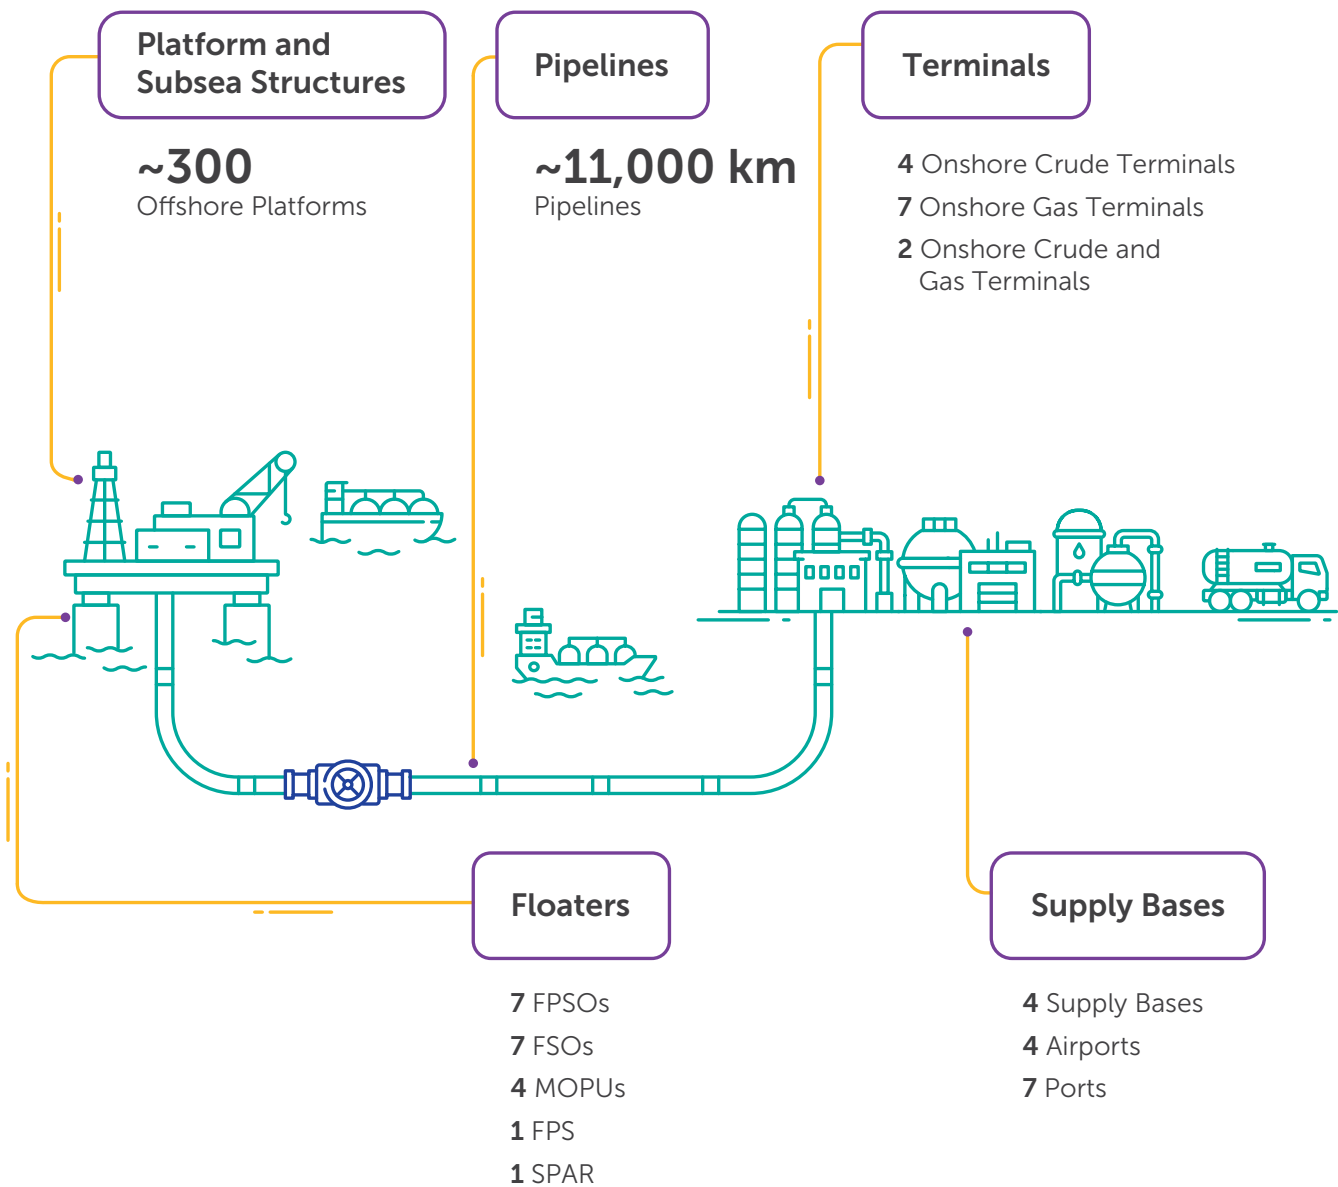 Platform and
Subsea Structures
~300
Offshore Platforms
Pipelines
~11,000 km
Pipelines
Terminals
4 Onshore Crude Terminals
7 Onshore Gas Terminals
2 Onshore Crude and
Gas Terminals
Floaters
7 FPSOs
7 FSOs
4 MOPUs
1 FPS
1 SPAR
Supply Bases
4 Supply Bases
4 Airports
7 Ports